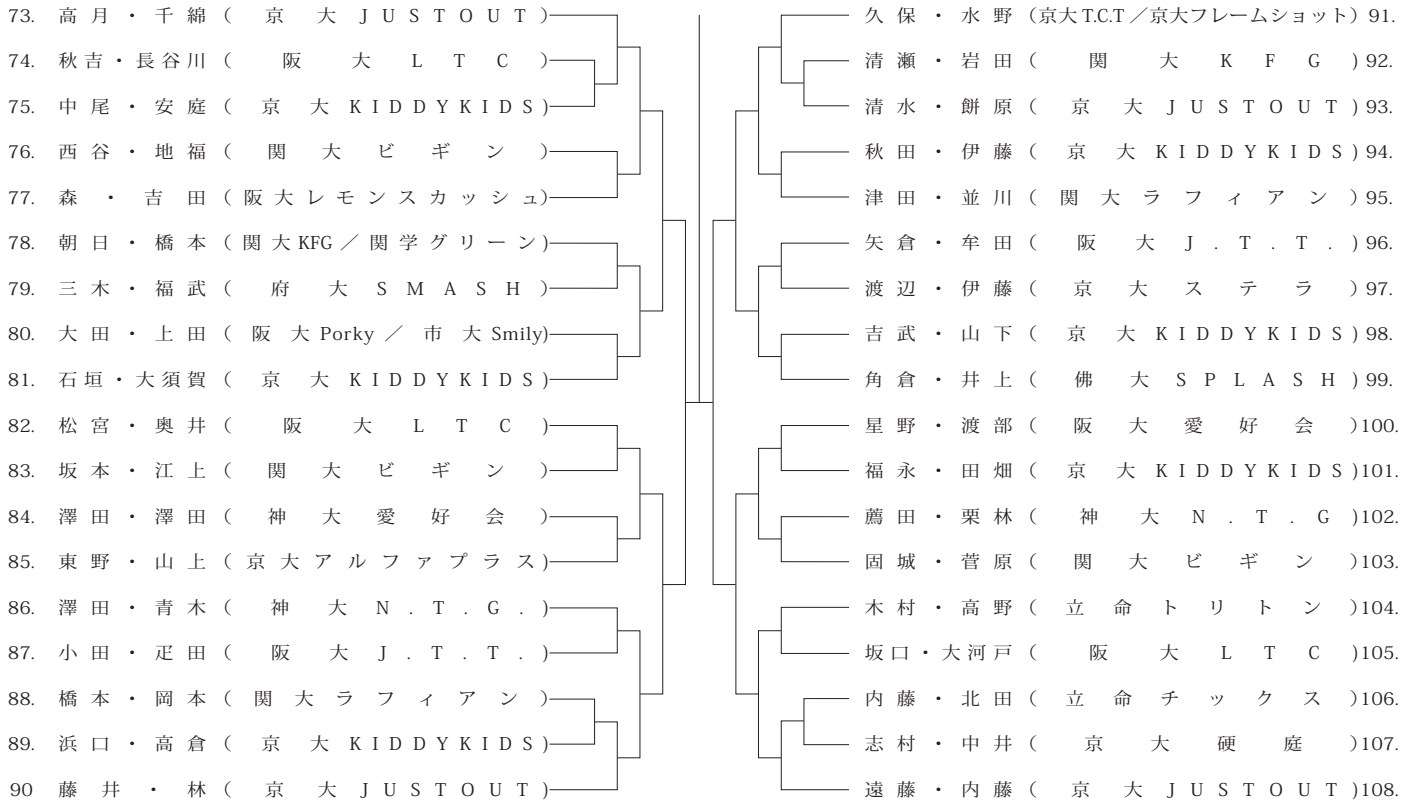 73. 高月・千綿（京大JUSTOUT）
74. 秋吉・長谷川（阪大LTC）
75. 中尾・安庭（京大KIDDYKIDS）
76. 西谷・地福（関大ビギン）
77. 森・吉田（阪大レモンスカッシュ）
78. 朝日・橋本（関大KFG／関学グリーン）
79. 三木・福武（府大SMASH）
80. 大田・上田（阪大Porky／市大Smily）
81. 石垣・大須賀（京大KIDDYKIDS）
82. 松宮・奥井（阪大LTC）
83. 坂本・江上（関大ビギン）
84. 澤田・澤田（神大愛好会）
85. 東野・山上（京大アルファプラス）
86. 澤田・青木（神大N.T.G.）
87. 小田・疋田（阪大J.T.T.）
88. 橋本・岡本（関大ラフィアン）
89. 浜口・高倉（京大KIDDYKIDS）
90 藤井・林（京大JUSTOUT）
久保・水野（京大T.C.T／京大フレームショット）91.
清瀬・岩田（関大KFG）92.
清水・餅原（京大JUSTOUT）93.
秋田・伊藤（京大KIDDYKIDS）94.
津田・並川（関大ラフィアン）95.
矢倉・牟田（阪大J.T.T.）96.
渡辺・伊藤（京大ステラ）97.
吉武・山下（京大KIDDYKIDS）98.
角倉・井上（佛大SPLASH）99.
星野・渡部（阪大愛好会）100.
福永・田畑（京大KIDDYKIDS）101.
薦田・栗林（神大N.T.G）102.
固城・菅原（関大ビギン）103.
木村・高野（立命トリトン）104.
坂口・大河戸（阪大LTC）105.
内藤・北田（立命チックス）106.
志村・中井（京大硬庭）107.
遠藤・内藤（京大JUSTOUT）108.